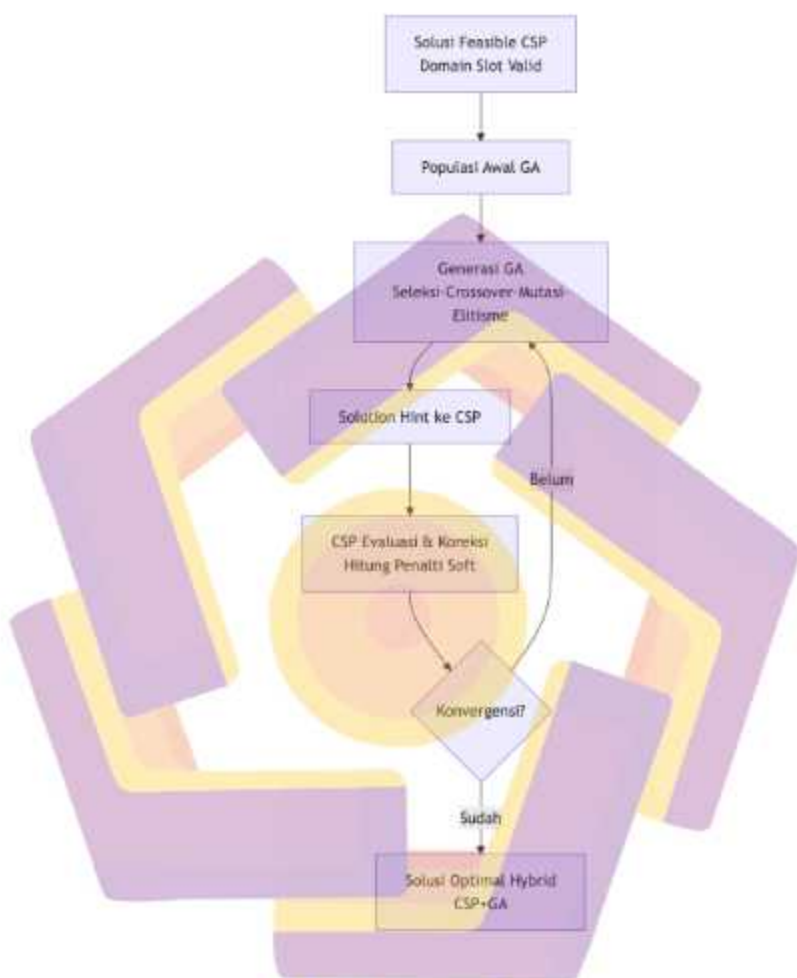 Solusi Feasible CSP
Domain Slot Valid
Populasi Awal GA
Generasi GA
Seleksi-Crossover-Mutasi-
Elitisme
Solution Hint ke CSP
Belum
CSP Evaluasi & Koreksi
Hitung Penalti Soft
Konvergensi?
Sudah
Solusi Optimal Hybrid
CSP+GA